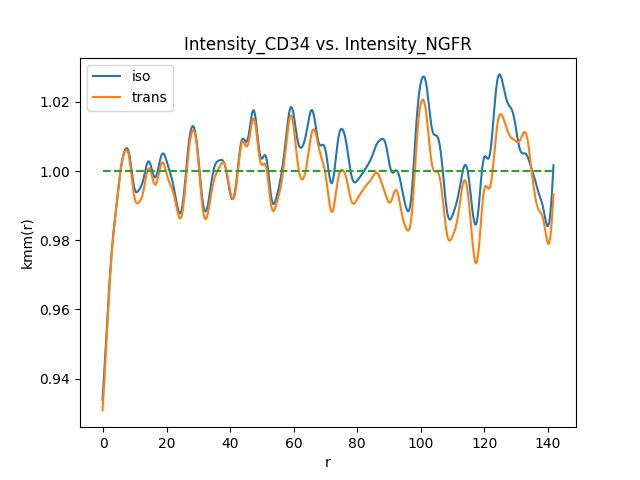 Intensity_CD34 vs. Intensity_NGFR
iso
trans
1.02
1.00
0.98
0.96
0.94
kmm(r)
0 20 40 60 80 100 120 140
r